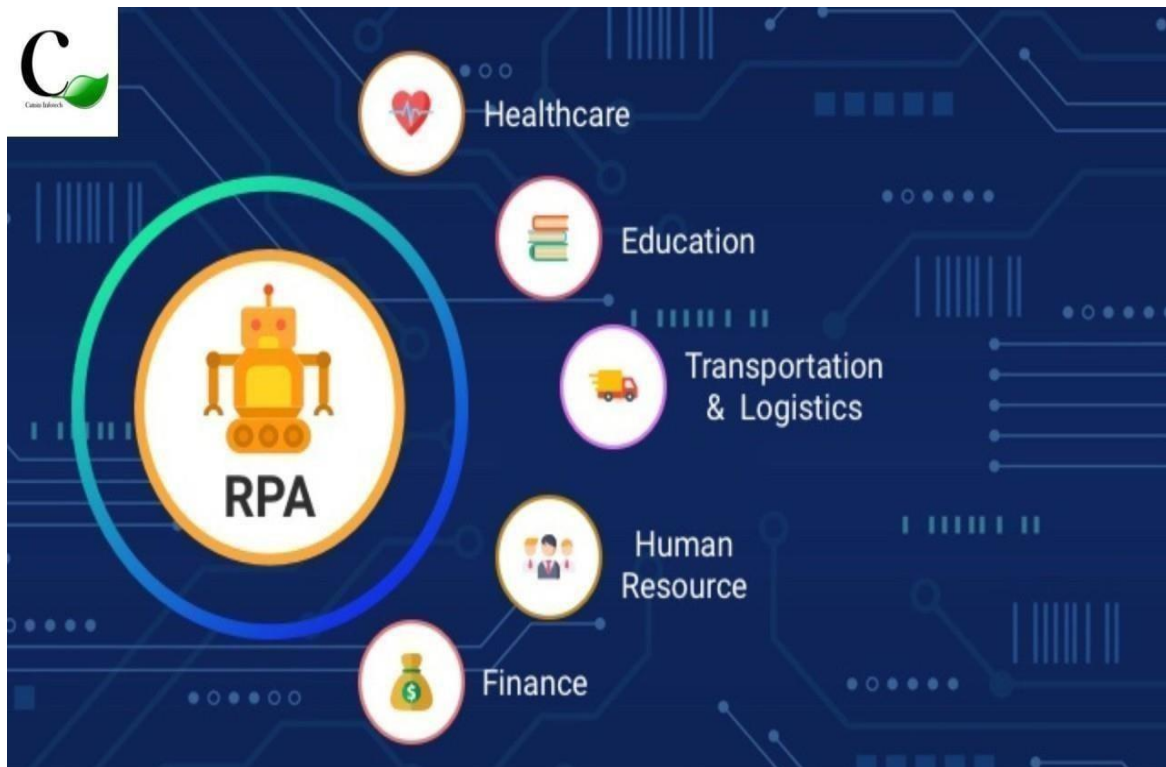 C
Healthcare
Education
Transportation
& Logistics
RPA
Human
Resource
Finance
$